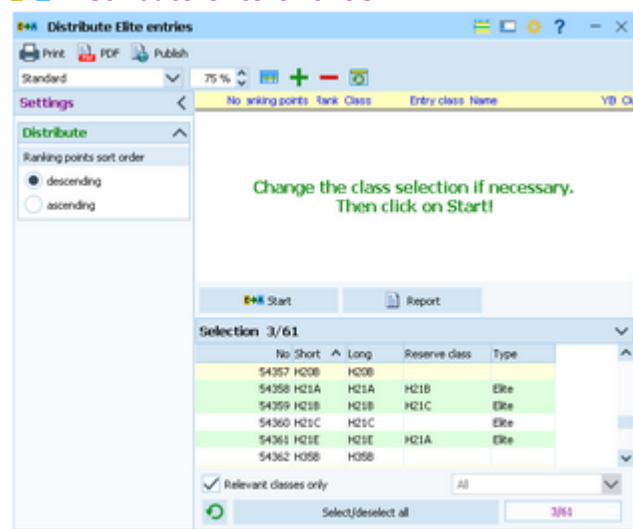 E+A Distribute Elite entries ?
Print PDF Publish
Standard 75 %
Settings
No anking points Rank Class Entry class Name YB
Distribute
Ranking points sort order
descending
ascending
Change the class selection if necessary.
Then click on Start!
E+A Start Report
Selection 3/61
No Short Long Reserve class Type
54357 H20B H20B
54358 H21A H21A H21B Elite
54359 H21B H21B H21C Elite
54360 H21C H21C Elite
54361 H21E H21E H21A Elite
54362 H35B H35B
Relevant classes only All
Select/deselect all 3/61